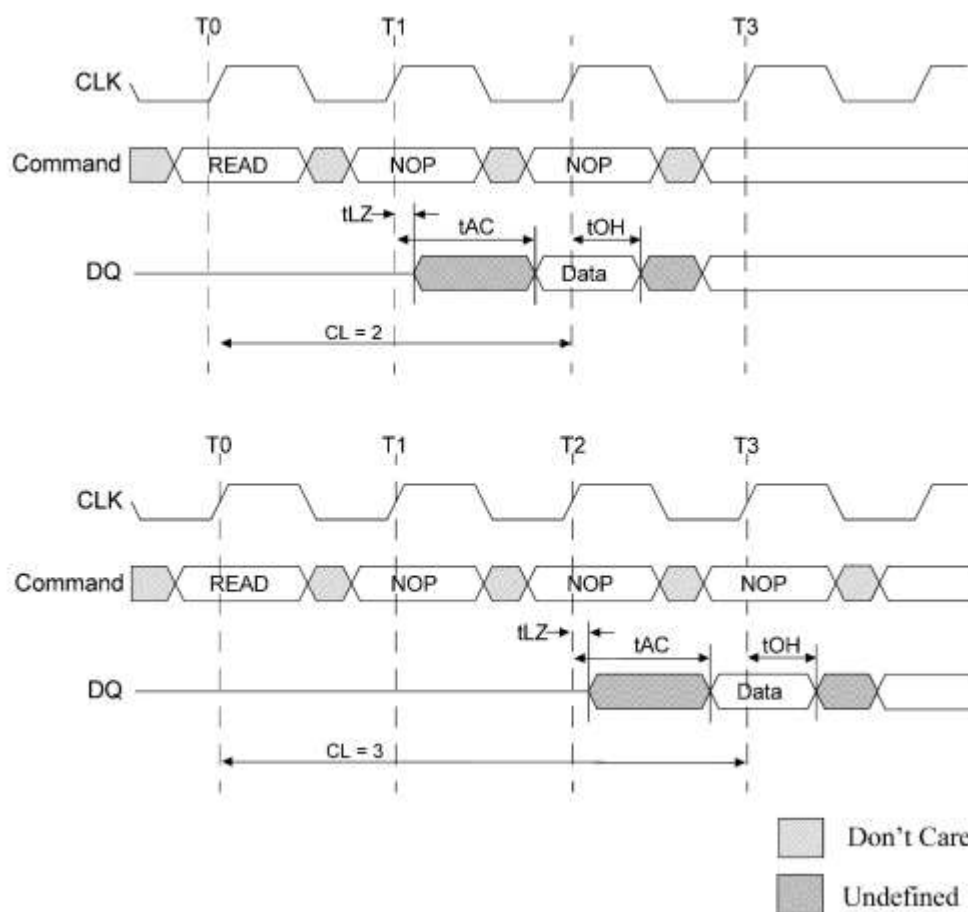 T0 T1 T3
CLK
Command READ NOP NOP
tLZ tAC tOH
DQ Data
CL = 2
T0 T1 T2 T3
CLK
Command READ NOP NOP NOP
tLZ tAC tOH
DQ Data
CL = 3
Don't Care
Undefined